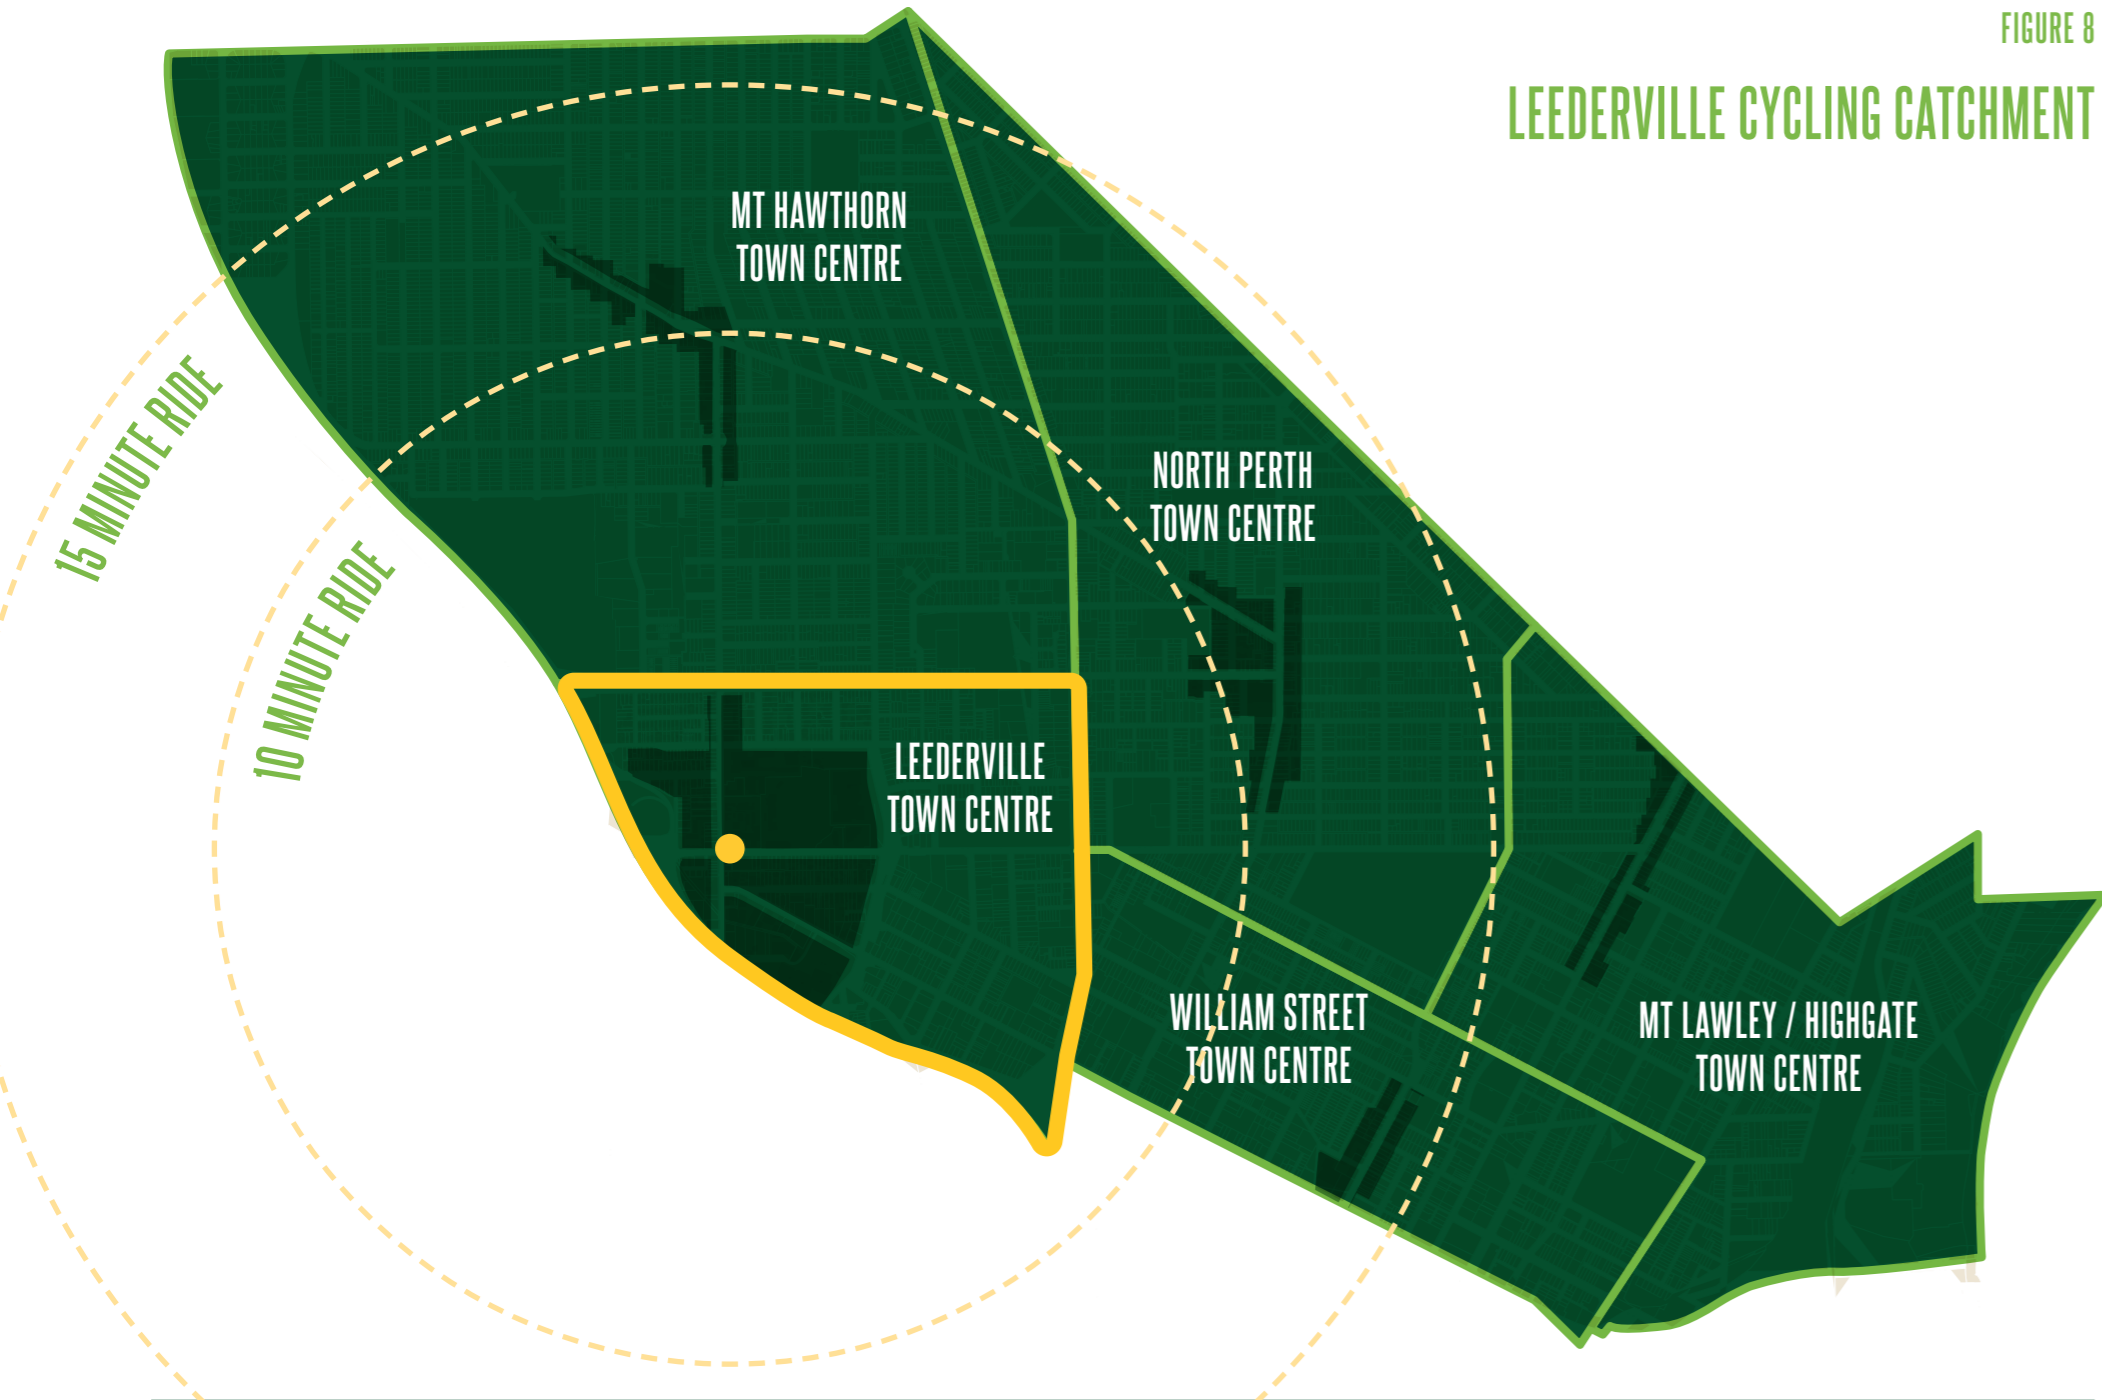 FIGURE 8
LEEDERVILLE CYCLING CATCHMENT
MT HAWTHORN
TOWN CENTRE
15 MINUTE RIDE
NORTH PERTH
TOWN CENTRE
10 MINUTE RIDE
LEEDERVILLE
TOWN CENTRE
WILLIAM STREET
TOWN CENTRE
MT LAWLEY / HIGHGATE
TOWN CENTRE